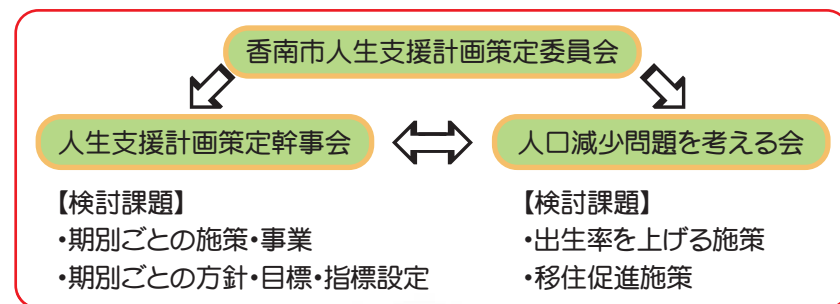 香南市人生支援計画策定委員会
人生支援計画策定幹事会
人口減少問題を考える会
【検討課題】
・期別ごとの施策・事業
・期別ごとの方針・目標・指標設定
【検討課題】
・出生率を上げる施策
・移住促進施策